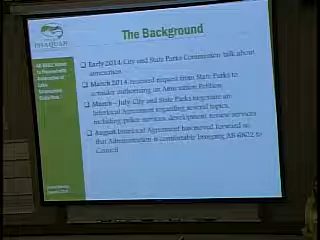 ISSAQUAH
The Background
Early 2014: City and State Parks Commission talk about
annexation
March 2014: received request from State Parks to
consider authorizing an Annexation Petition
March – July: City and State Parks negotiate an
Interlocal Agreement regarding several topics,
including police services, development review services
August Interlocal Agreement has moved forward so
that Administration is comfortable bringing AB 6822 to
Council